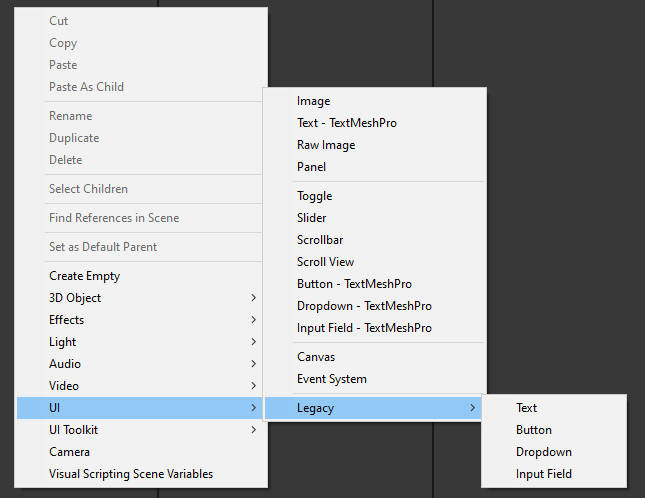 Cut
Copy
Paste
Paste As Child
Rename
Duplicate
Delete
Select Children
Find References in Scene
Set as Default Parent
Create Empty
3D Object
Effects
Light
Audio
Video
UI
UI Toolkit
Camera
Visual Scripting Scene Variables
Image
Text - TextMeshPro
Raw Image
Panel
Toggle
Slider
Scrollbar
Scroll View
Button - TextMeshPro
Dropdown - TextMeshPro
Input Field - TextMeshPro
Canvas
Event System
Legacy
Text
Button
Dropdown
Input Field